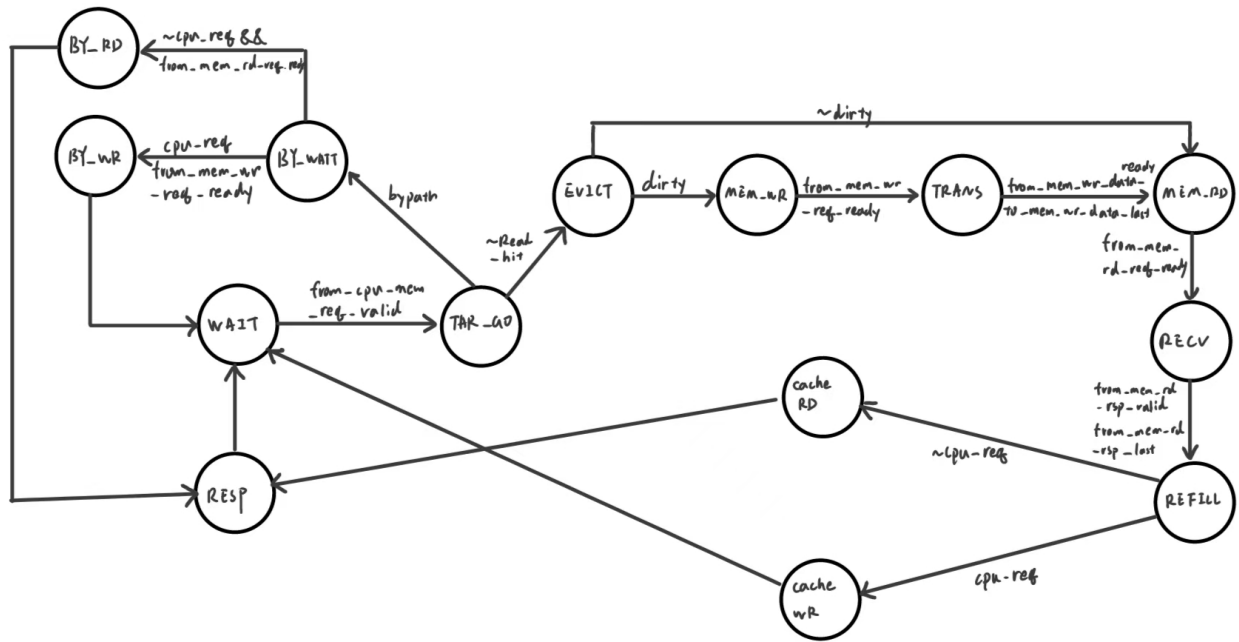 BY_RD
~cpu_req &&
from_mem_rd_req_rea
BY_WR
cpu_req
from_mem_wr
_req_ready
BY_WAIT
bypath
~dirty
EVICT
dirty
MEM_WR
from_mem_wr
_req_ready
TRANS
from_mem_wr_data_
ready
to_mem_wr_data_last
MEM_RD
~Read
_hit
from_mem_
rd_req_ready
WAIT
from_cpu_mem
_req_valid
TAR_GO
RECV
from_mem_rd
_rsp_valid
from_mem_rd
_rsp_last
cache
RD
~cpu_req
RESP
REFILL
cpu_req
cache
WR